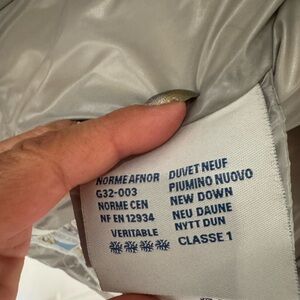 NORME AFNOR
G32-003
NORME CEN
NF EN 12934
VERITABLE
DUVET NEUF
PIUMINO NUOVO
NEW DOWN
NEU DAUNE
NYTT DUN
CLASSE 1